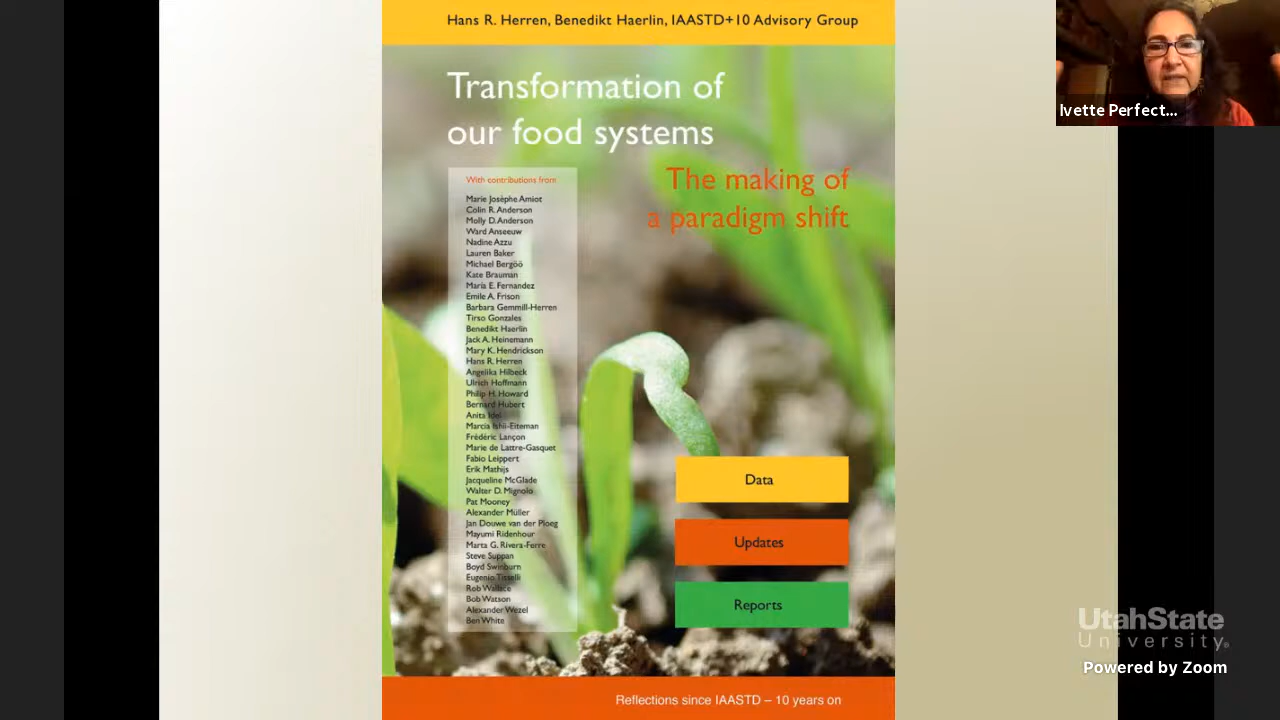 Hans R. Herren, Benedikt Haerlin, IAASTD+10 Advisory Group
Transformation of
our food systems
The making of
a paradigm shift
With contributions from
Marie Josèphe Amiot
Colin R. Anderson
Molly D. Anderson
Ward Anseeuw
Nadine Azzu
Lauren Baker
Michael Bergöö
Kate Brauman
María E. Fernandez
Emile A. Frison
Barbara Gemmill-Herren
Tirso Gonzales
Benedikt Haerlin
Jack A. Heinemann
Mary K. Hendrickson
Hans R. Herren
Angelika Hilbeck
Ulrich Hoffmann
Philip H. Howard
Bernard Hubert
Anita Idel
Marcia Ishii-Eiteman
Frédéric Lançon
Marie de Lattre-Gasquet
Fabio Leippert
Erik Mathijs
Jacqueline McGlade
Walter D. Mignolo
Pat Mooney
Alexander Müller
Jan Douwe van der Ploeg
Mayumi Ridenhour
Marta G. Rivera-Ferre
Steve Suppan
Boyd Swinburn
Eugenio Tisselli
Rob Wallace
Bob Watson
Alexander Wezel
Ben White
Data
Updates
Reports
Reflections since IAASTD – 10 years on
Ivette Perfect...
UtahState
University®
Powered by Zoom